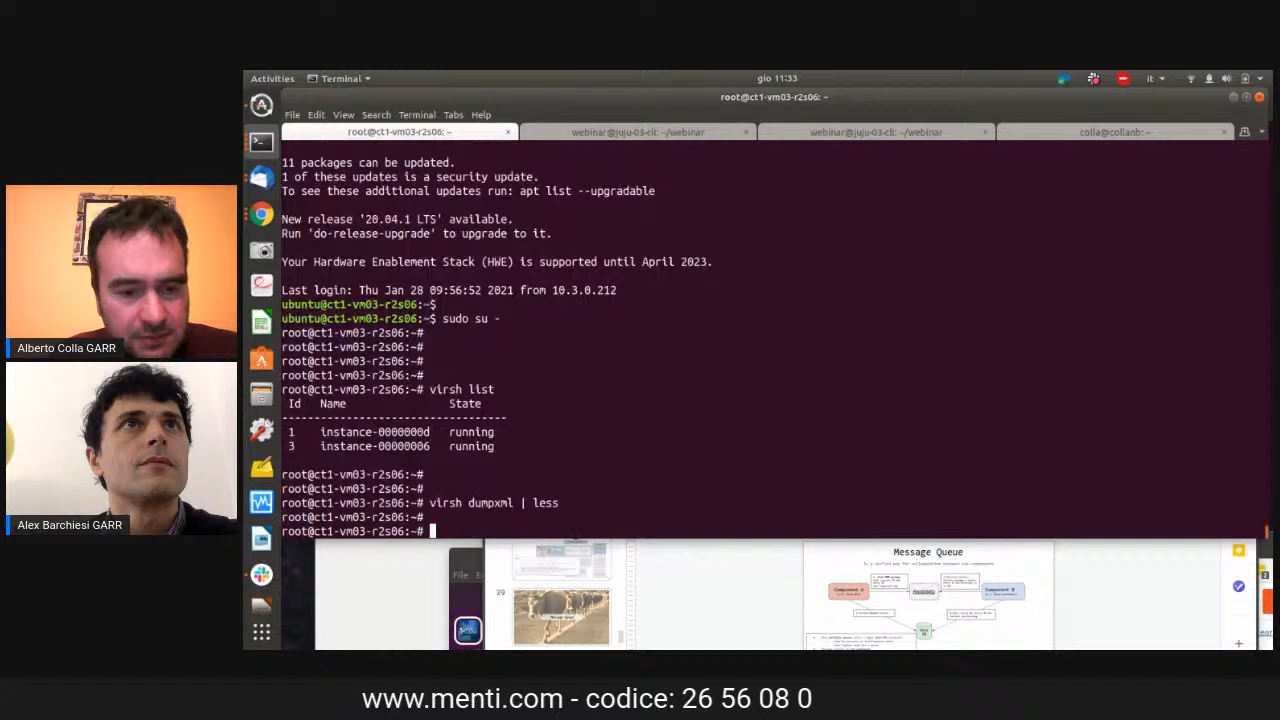 Activities Terminal gio 11:33 it
root@ct1-vm03-r2s06: ~
File Edit View Search Terminal Tabs Help
root@ct1-vm03-r2s06: ~ webinar@juju-03-cli: ~/webinar webinar@juju-03-cli: ~/webinar colla@collanb: ~
11 packages can be updated.
1 of these updates is a security update.
To see these additional updates run: apt list --upgradable
New release '20.04.1 LTS' available.
Run 'do-release-upgrade' to upgrade to it.
Your Hardware Enablement Stack (HWE) is supported until April 2023.
Last login: Thu Jan 28 09:56:52 2021 from 10.3.0.212
ubuntu@ct1-vm03-r2s06:~$
ubuntu@ct1-vm03-r2s06:~$ sudo su -
root@ct1-vm03-r2s06:~#
root@ct1-vm03-r2s06:~#
root@ct1-vm03-r2s06:~#
root@ct1-vm03-r2s06:~#
root@ct1-vm03-r2s06:~# virsh list
Id Name State
----------------------------------------------------
1 instance-0000000d running
3 instance-00000006 running
root@ct1-vm03-r2s06:~#
root@ct1-vm03-r2s06:~#
root@ct1-vm03-r2s06:~# virsh dumpxml | less
root@ct1-vm03-r2s06:~#
root@ct1-vm03-r2s06:~#
Alberto Colla GARR
Alex Barchiesi GARR
File
39
Message Queue
Message Queue
Component A
www.menti.com - codice: 26 56 08 0